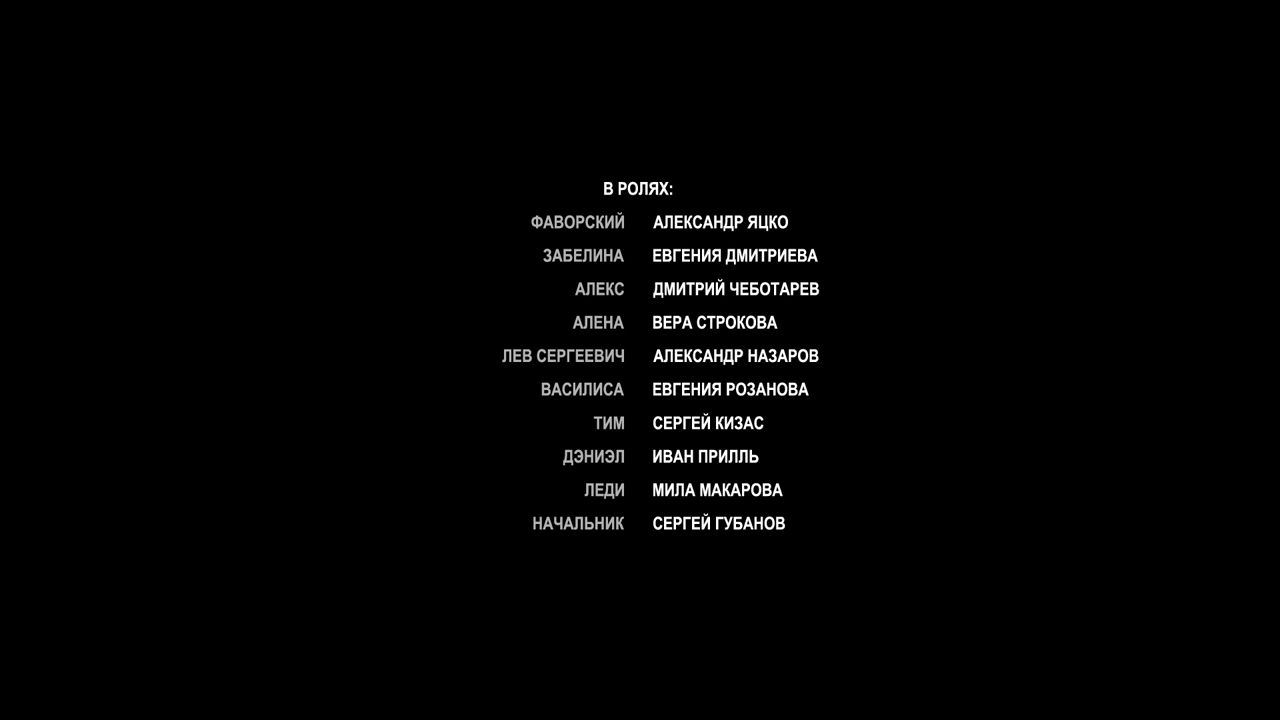 В РОЛЯХ:
ФАВОРСКИЙ АЛЕКСАНДР ЯЦКО
ЗАБЕЛИНА ЕВГЕНИЯ ДМИТРИЕВА
АЛЕКС ДМИТРИЙ ЧЕБОТАРЕВ
АЛЕНА ВЕРА СТРОКОВА
ЛЕВ СЕРГЕЕВИЧ АЛЕКСАНДР НАЗАРОВ
ВАСИЛИСА ЕВГЕНИЯ РОЗАНОВА
ТИМ СЕРГЕЙ КИЗАС
ДЭНИЭЛ ИВАН ПРИЛЛЬ
ЛЕДИ МИЛА МАКАРОВА
НАЧАЛЬНИК СЕРГЕЙ ГУБАНОВ